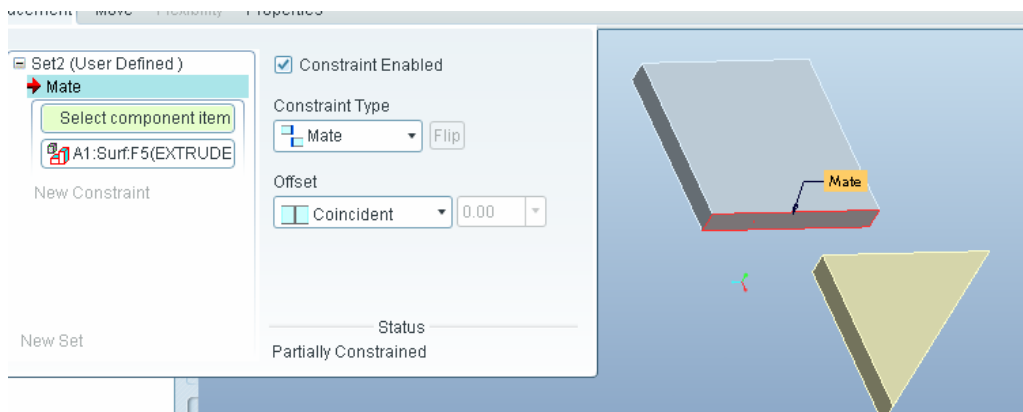 Placement Move Flexibility Properties
Set2 (User Defined )
Mate
Select component item
A1:Surf:F5(EXTRUDE
New Constraint
New Set
Constraint Enabled
Constraint Type
Mate
Flip
Offset
Coincident
0.00
Status
Partially Constrained
Mate